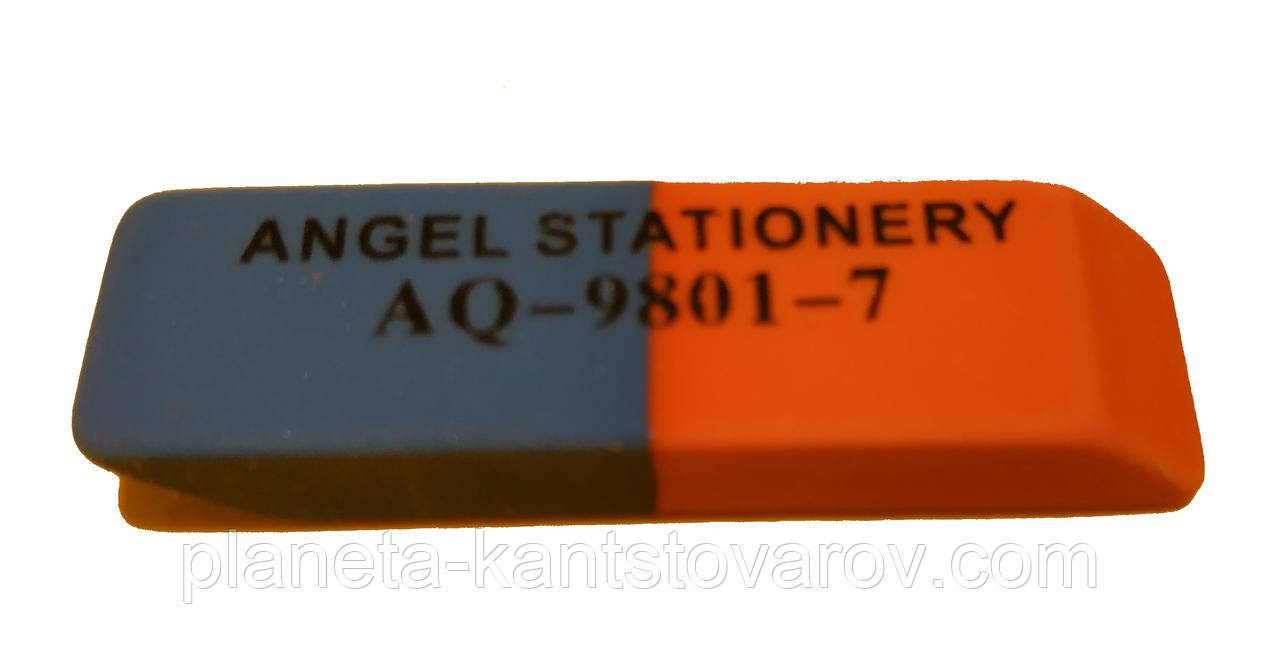 ANGEL STATIONERY
AQ-9801-7
planeta-kantstovarov.com